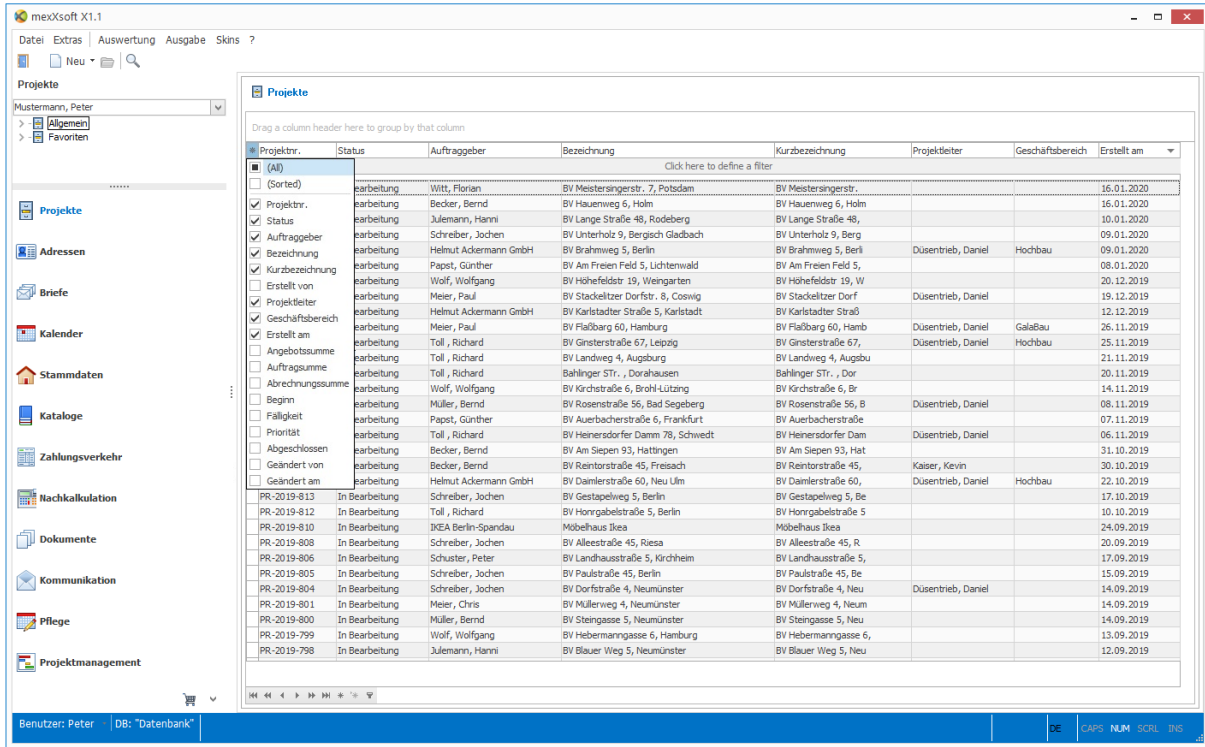 mexXsoft X1.1
Datei Extras Auswertung Ausgabe Skins ?
Neu
Projekte
Mustermann, Peter
Allgemein
Favoriten
Projekte
Adressen
Briefe
Kalender
Stammdaten
Kataloge
Zahlungsverkehr
Nachkalkulation
Dokumente
Kommunikation
Pflege
Projektmanagement
Projekte
Drag a column header here to group by that column
Projektnr. Status Auftraggeber Bezeichnung Kurzbezeichnung Projektleiter Geschäftsbereich Erstellt am
Click here to define a filter
(All)
(Sorted)
Projektnr.
Status
Auftraggeber
Bezeichnung
Kurzbezeichnung
Erstellt von
Projektleiter
Geschäftsbereich
Erstellt am
Angebotssumme
Auftragsumme
Abrechnungssumme
Beginn
Fälligkeit
Priorität
Abgeschlossen
Geändert von
Geändert am
earbeitung Witt, Florian BV Meistersingerstr. 7, Potsdam BV Meistersingerstr. 16.01.2020
earbeitung Becker, Bernd BV Hauenweg 6, Holm BV Hauenweg 6, Holm 16.01.2020
earbeitung Julemann, Hanni BV Lange Straße 48, Rodeberg BV Lange Straße 48, 10.01.2020
earbeitung Schreiber, Jochen BV Unterholz 9, Bergisch Gladbach BV Unterholz 9, Berg 09.01.2020
earbeitung Helmut Ackermann GmbH BV Brahmweg 5, Berlin BV Brahmweg 5, Berli Düsentrieb, Daniel Hochbau 09.01.2020
earbeitung Papst, Günther BV Am Freien Feld 5, Lichtenwald BV Am Freien Feld 5, 08.01.2020
earbeitung Wolf, Wolfgang BV Höhefeldstr 19, Weingarten BV Höhefeldstr 19, W 20.12.2019
earbeitung Meier, Paul BV Stackelitzer Dorfstr. 8, Coswig BV Stackelitzer Dorf Düsentrieb, Daniel 19.12.2019
earbeitung Helmut Ackermann GmbH BV Karlstadter Straße 5, Karlstadt BV Karlstadter Straß 12.12.2019
earbeitung Meier, Paul BV Flaßbarg 60, Hamburg BV Flaßbarg 60, Hamb Düsentrieb, Daniel GalaBau 26.11.2019
earbeitung Toll , Richard BV Ginsterstraße 67, Leipzig BV Ginsterstraße 67, Düsentrieb, Daniel Hochbau 25.11.2019
earbeitung Toll , Richard BV Landweg 4, Augsburg BV Landweg 4, Augsbu 21.11.2019
earbeitung Toll , Richard Bahlinger STr. , Dorahausen Bahlinger STr. , Dor 20.11.2019
earbeitung Wolf, Wolfgang BV Kirchstraße 6, Brohl-Lützing BV Kirchstraße 6, Br 14.11.2019
earbeitung Müller, Bernd BV Rosenstraße 56, Bad Segeberg BV Rosenstraße 56, B Düsentrieb, Daniel 08.11.2019
earbeitung Papst, Günther BV Auerbacherstraße 6, Frankfurt BV Auerbacherstraße 07.11.2019
earbeitung Toll , Richard BV Heinersdorfer Damm 78, Schwedt BV Heinersdorfer Dam Düsentrieb, Daniel 06.11.2019
earbeitung Becker, Bernd BV Am Siepen 93, Hattingen BV Am Siepen 93, Hat 31.10.2019
earbeitung Becker, Bernd BV Reintorstraße 45, Freisach BV Reintorstraße 45, Kaiser, Kevin 30.10.2019
earbeitung Helmut Ackermann GmbH BV Daimlerstraße 60, Neu Ulm BV Daimlerstraße 60, Düsentrieb, Daniel Hochbau 22.10.2019
PR-2019-813 In Bearbeitung Schreiber, Jochen BV Gestapelweg 5, Berlin BV Gestapelweg 5, Be 17.10.2019
PR-2019-812 In Bearbeitung Toll , Richard BV Honrgabelstraße 5, Berlin BV Honrgabelstraße 5 10.10.2019
PR-2019-810 In Bearbeitung IKEA Berlin-Spandau Möbelhaus Ikea Möbelhaus Ikea 24.09.2019
PR-2019-808 In Bearbeitung Schreiber, Jochen BV Alleestraße 45, Riesa BV Alleestraße 45, R 20.09.2019
PR-2019-806 In Bearbeitung Schuster, Peter BV Landhausstraße 5, Kirchheim BV Landhausstraße 5, 17.09.2019
PR-2019-805 In Bearbeitung Schreiber, Jochen BV Paulstraße 45, Berlin BV Paulstraße 45, Be 15.09.2019
PR-2019-804 In Bearbeitung Schreiber, Jochen BV Dorfstraße 4, Neumünster BV Dorfstraße 4, Neu Düsentrieb, Daniel 14.09.2019
PR-2019-801 In Bearbeitung Meier, Chris BV Müllerweg 4, Neumünster BV Müllerweg 4, Neum 14.09.2019
PR-2019-800 In Bearbeitung Müller, Bernd BV Steingasse 5, Neumünster BV Steingasse 5, Neu 14.09.2019
PR-2019-799 In Bearbeitung Wolf, Wolfgang BV Hebermanngasse 6, Hamburg BV Hebermanngasse 6, 13.09.2019
PR-2019-798 In Bearbeitung Julemann, Hanni BV Blauer Weg 5, Neumünster BV Blauer Weg 5, Neu 12.09.2019
Benutzer: Peter DB: "Datenbank" DE CAPS NUM SCRL INS